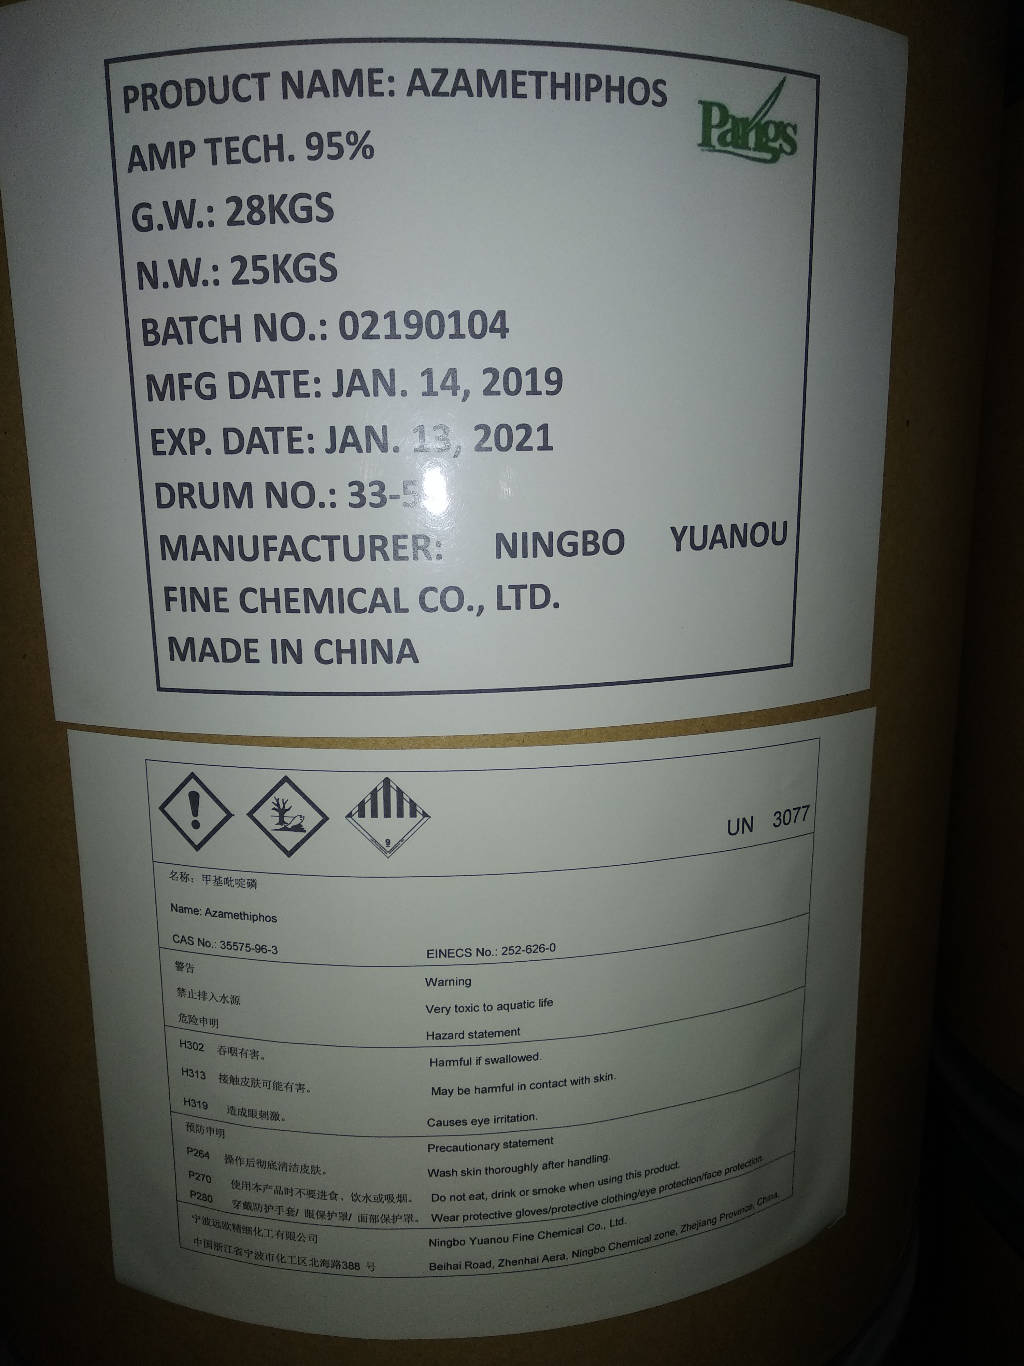 PRODUCT NAME: AZAMETHIPHOS
Pangs
AMP TECH. 95%
G.W.: 28KGS
N.W.: 25KGS
BATCH NO.: 02190104
MFG DATE: JAN. 14, 2019
EXP. DATE: JAN. 13, 2021
DRUM NO.: 33-5
MANUFACTURER: NINGBO YUANOU
FINE CHEMICAL CO., LTD.
MADE IN CHINA
9
UN 3077
名称：甲基吡啶磷
Name: Azamethiphos
CAS No.: 35575-96-3 EINECS No.: 252-626-0
警告 Warning
禁止排入水源 Very toxic to aquatic life
危险申明 Hazard statement
H302 吞咽有害。 Harmful if swallowed.
H313 接触皮肤可能有害。 May be harmful in contact with skin.
H319 造成眼刺激。 Causes eye irritation.
预防申明 Precautionary statement
P264 操作后彻底清洁皮肤。 Wash skin thoroughly after handling.
P270 使用本产品时不要进食、饮水或吸烟。 Do not eat, drink or smoke when using this product.
P280 穿戴防护手套/ 眼保护罩/ 面部保护罩。 Wear protective gloves/protective clothing/eye protection/face protection.
宁波远欧精细化工有限公司 Ningbo Yuanou Fine Chemical Co., Ltd.
中国浙江省宁波市化工区北海路388 号 Beihai Road, Zhenhai Aera, Ningbo Chemical zone, Zhejiang Province, China.